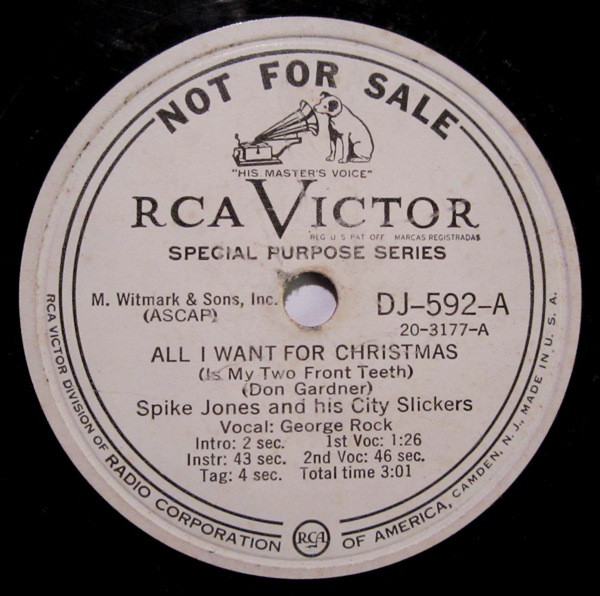 NOT FOR SALE
"HIS MASTER'S VOICE"
RCA VICTOR
REG U S PAT OFF MARCAS REGISTRADAS
SPECIAL PURPOSE SERIES
M. Witmark & Sons, Inc.
(ASCAP)
DJ-592-A
20-3177-A
ALL I WANT FOR CHRISTMAS
(Is My Two Front Teeth)
(Don Gardner)
Spike Jones and his City Slickers
Vocal: George Rock
Intro: 2 sec. 1st Voc: 1:26
Instr: 43 sec. 2nd Voc: 46 sec.
Tag: 4 sec. Total time 3:01
RCA VICTOR DIVISION OF RADIO CORPORATION OF AMERICA, CAMDEN, N.J., MADE IN U. S. A.
RCA